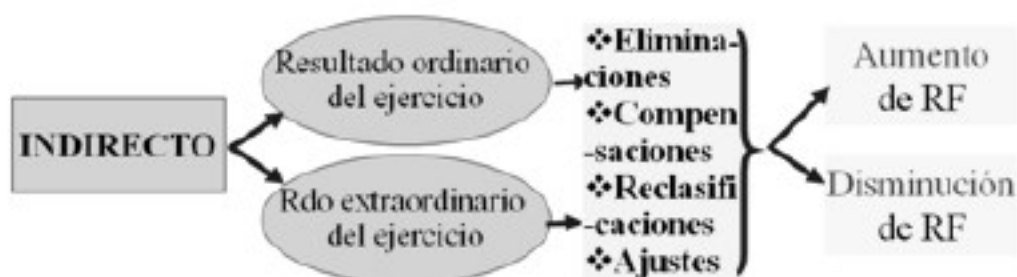 INDIRECTO
Resultado ordinario
del ejercicio
Rdo extraordinario
del ejercicio
❖Elimina-
ciones
❖Compen
-saciones
❖Reclasifi
-caciones
❖Ajustes
Aumento
de RF
Disminución
de RF